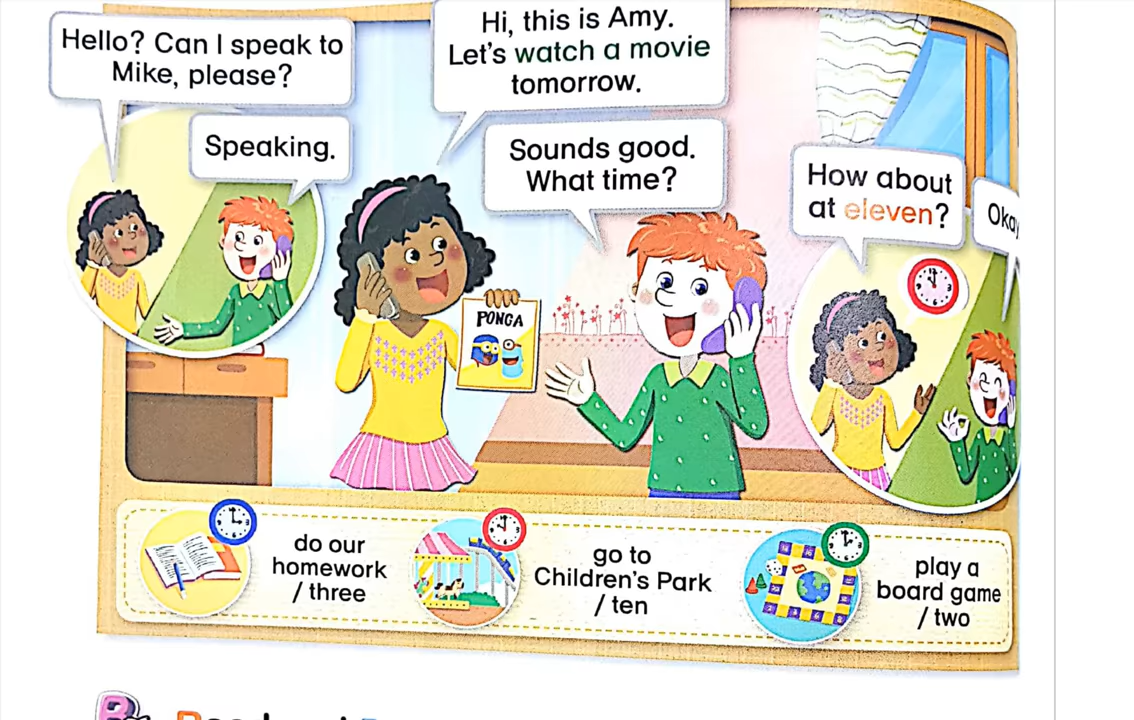 Hello? Can I speak to
Mike, please?
Speaking.
Hi, this is Amy.
Let's watch a movie
tomorrow.
Sounds good.
What time?
How about
at eleven?
PONGA
do our
homework
/ three
go to
Children's Park
/ ten
play a
board game
/ two